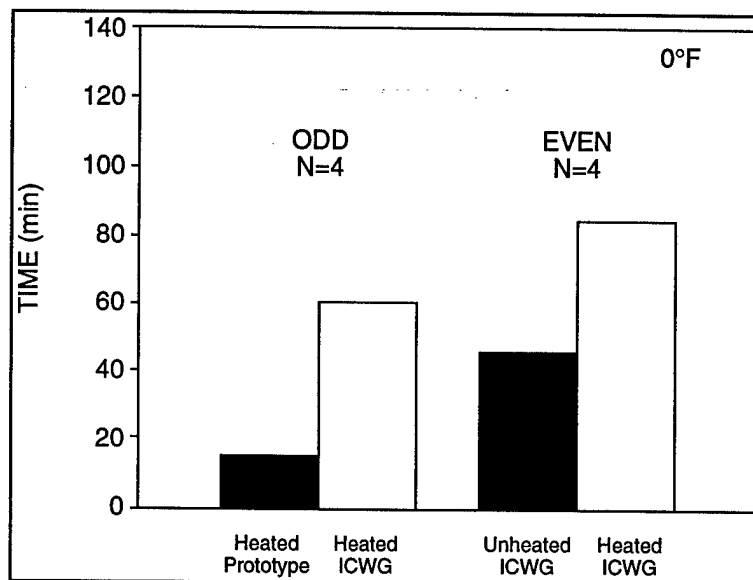 140
120
100
80
60
40
20
0
TIME (min)
0°F
ODD
N=4
EVEN
N=4
Heated
Prototype
Heated
ICWG
Unheated
ICWG
Heated
ICWG